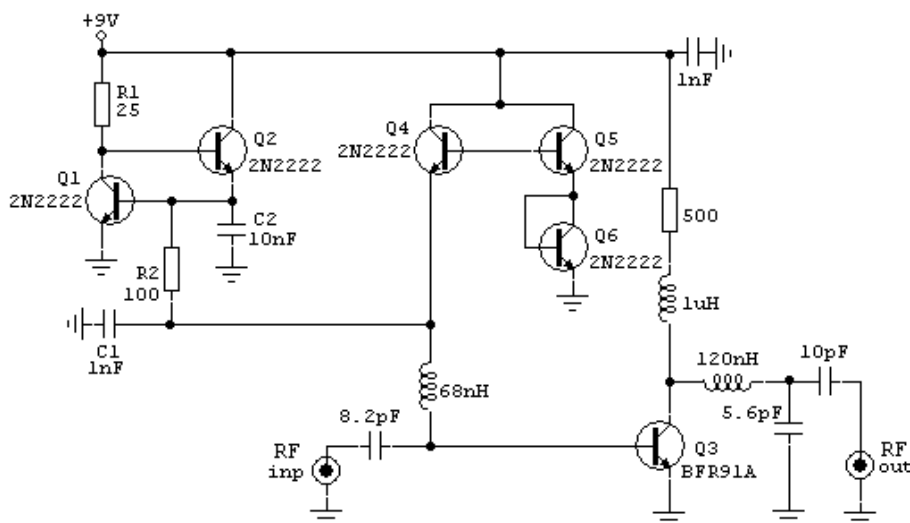 +9V
R1
25
Q2
2N2222
Q1
2N2222
C2
10nF
R2
100
C1
1nF
Q4
2N2222
Q5
2N2222
Q6
2N2222
1nF
500
1uH
68nH
8.2pF
RF
inp
120nH
10pF
5.6pF
Q3
BFR91A
RF
out